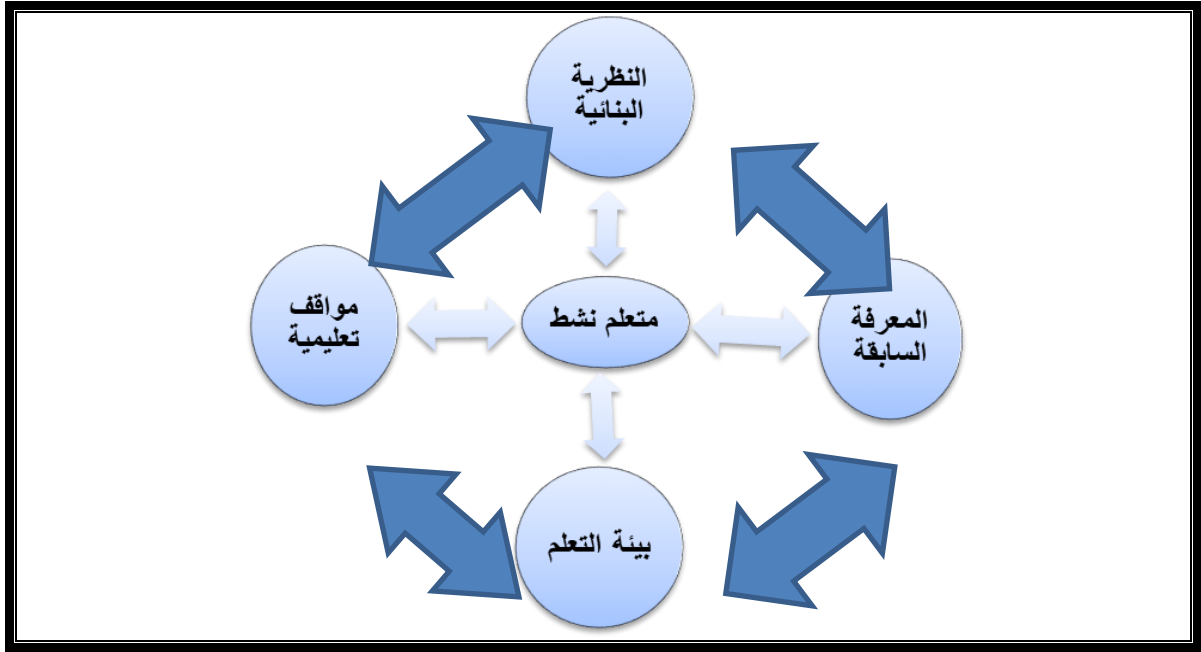 النظرية
البنائية
مواقف
تعليمية
متعلم نشط
المعرفة
السابقة
بيئة التعلم